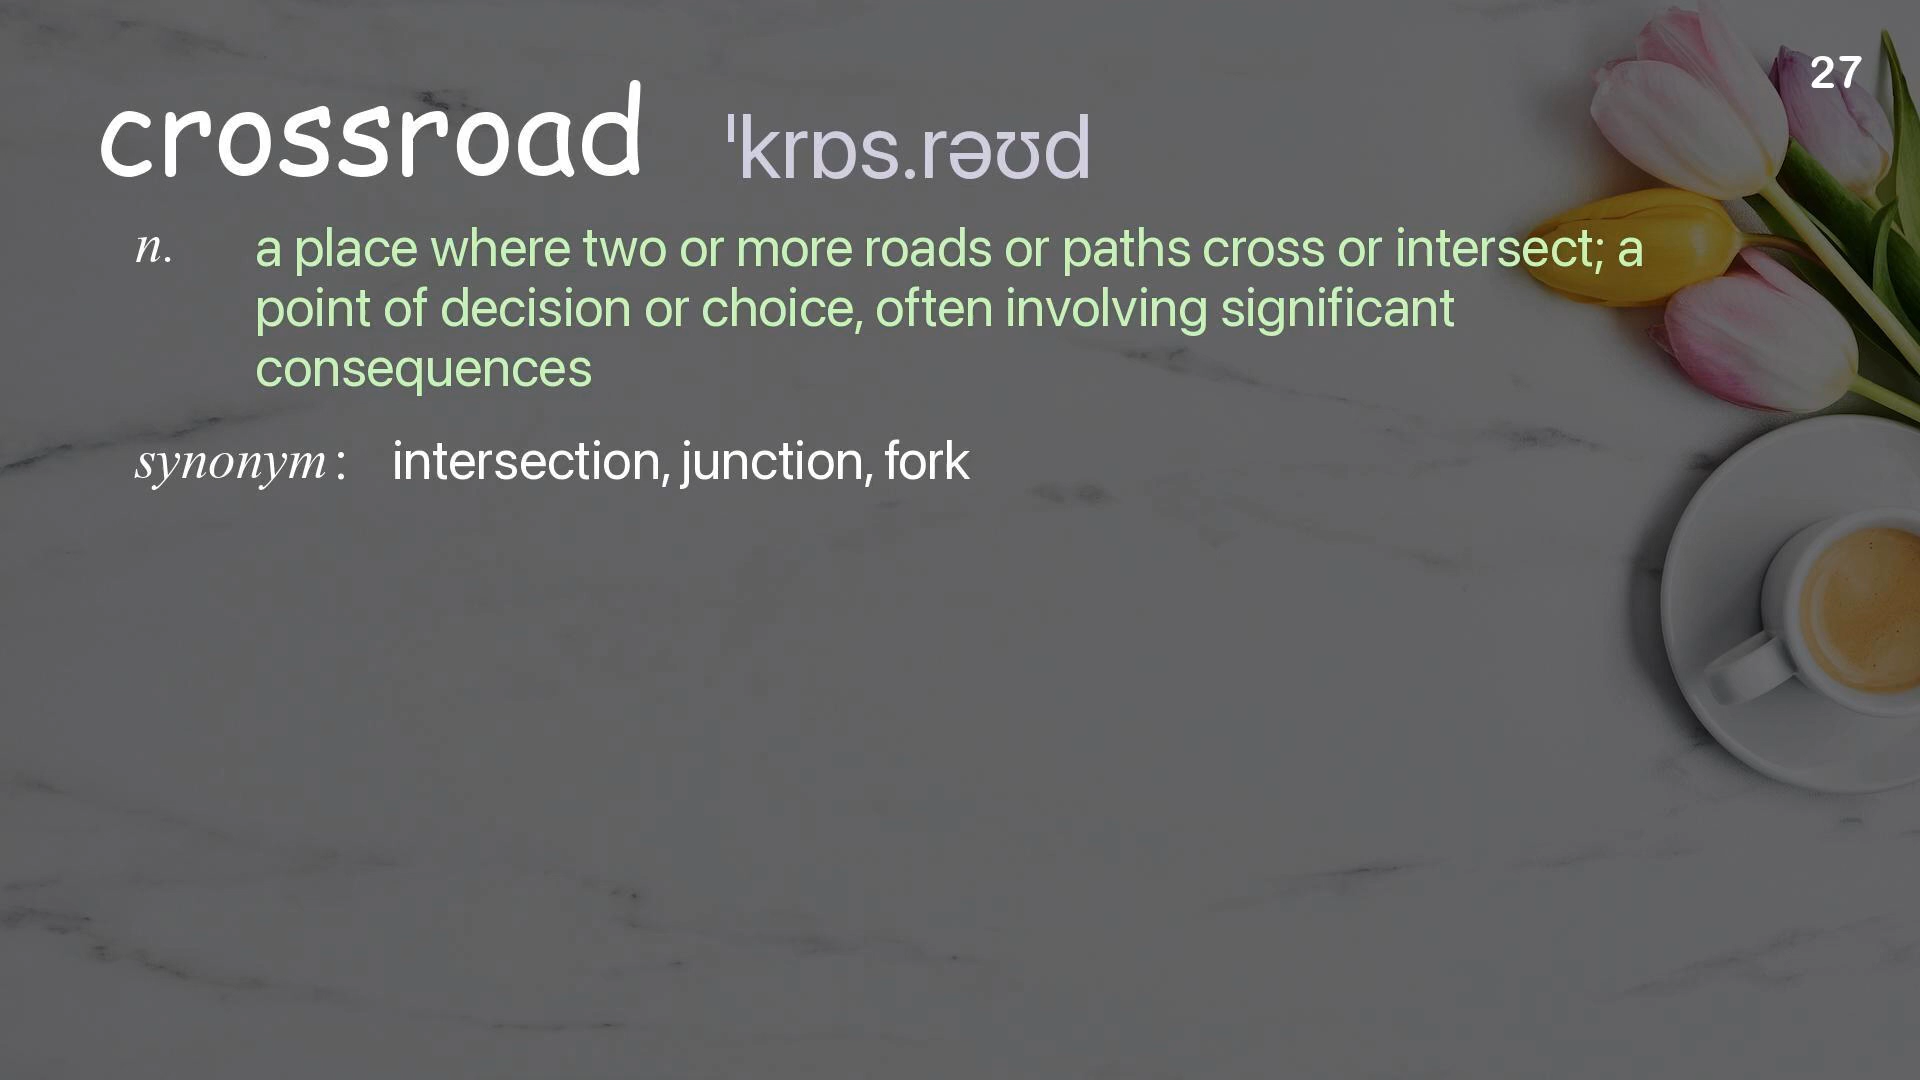 27
crossroad ˈkrɒs.rəʊd
n. a place where two or more roads or paths cross or intersect; a
point of decision or choice, often involving significant
consequences
synonym: intersection, junction, fork